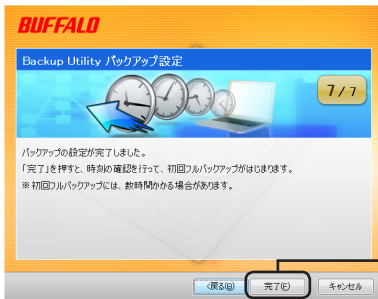 BUFFALO
Backup Utility バックアップ設定
7/7
バックアップの設定が完了しました。
「完了」を押すと、時刻の確認を行って、初回フルバックアップがはじまります。
※初回フルバックアップには、数時間かかる場合があります。
<戻る(B)
完了(F)
キャンセル